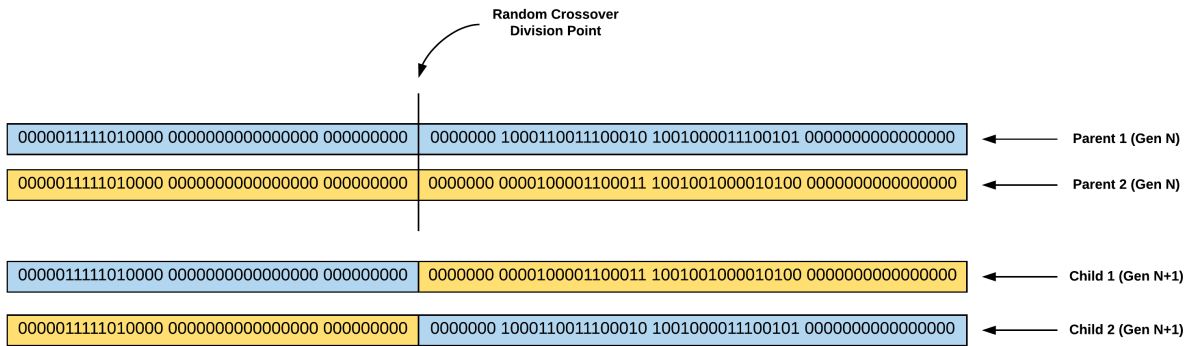 Random Crossover
Division Point
0000011111010000 0000000000000000 000000000 0000000 1000110011100010 1001000011100101 0000000000000000 Parent 1 (Gen N)
0000011111010000 0000000000000000 000000000 0000000 0000100001100011 1001001000010100 0000000000000000 Parent 2 (Gen N)
0000011111010000 0000000000000000 000000000 0000000 0000100001100011 1001001000010100 0000000000000000 Child 1 (Gen N+1)
0000011111010000 0000000000000000 000000000 0000000 1000110011100010 1001000011100101 0000000000000000 Child 2 (Gen N+1)